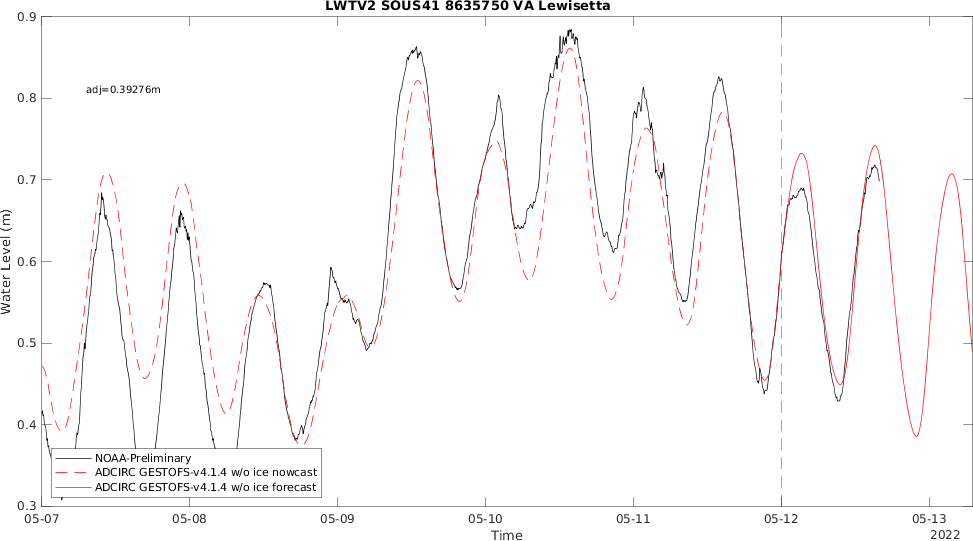 LWTV2 SOUS41 8635750 VA Lewisetta
0.9
0.8
0.7
0.6
0.5
0.4
0.3
Water Level (m)
adj=0.39276m
NOAA-Preliminary
ADCIRC GESTOFS-v4.1.4 w/o ice nowcast
ADCIRC GESTOFS-v4.1.4 w/o ice forecast
05-07 05-08 05-09 05-10 05-11 05-12 05-13
Time
2022